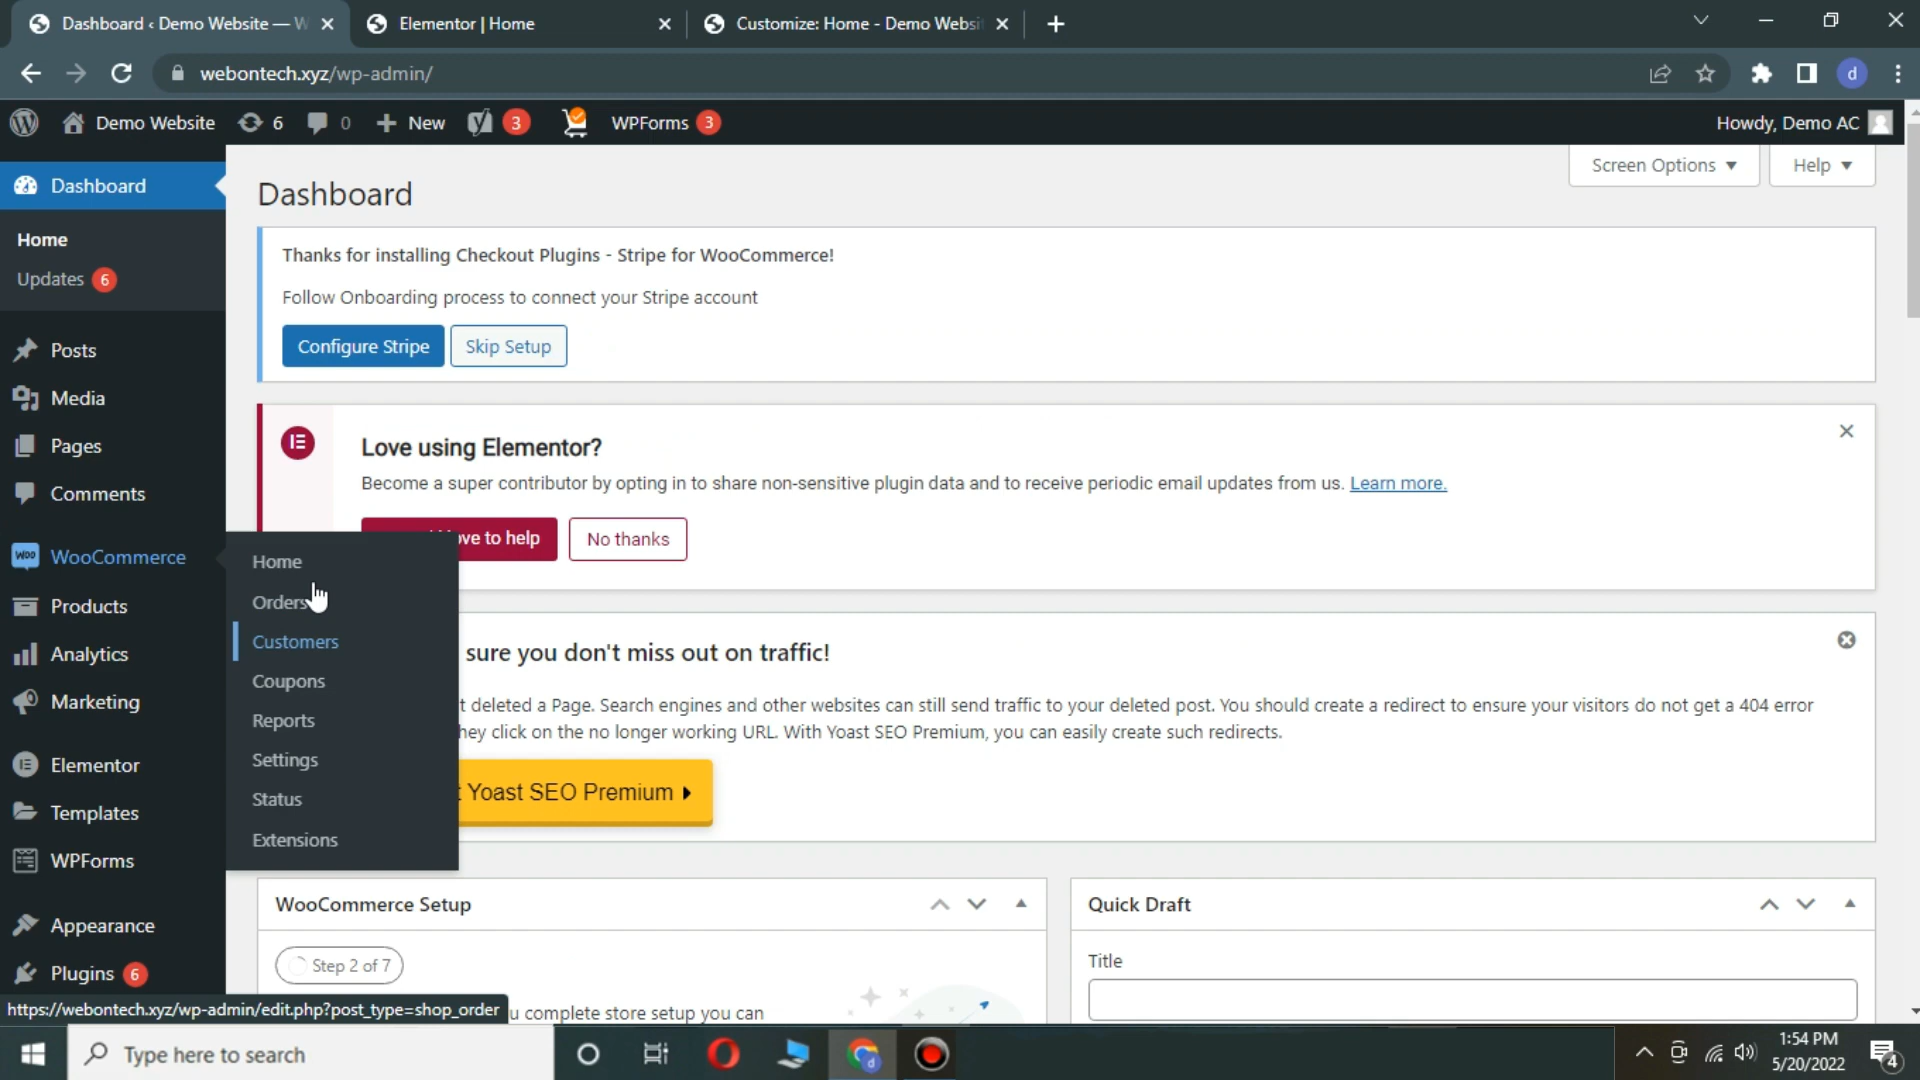 Dashboard ‹ Demo Website — W
Elementor | Home
Customize: Home - Demo Websi
webontech.xyz/wp-admin/
d
Demo Website
6
0
New
3
WPForms 3
Howdy, Demo AC
Screen Options
Help
Dashboard
Home
Updates 6
Posts
Media
Pages
Comments
WOO WooCommerce
Products
Analytics
Marketing
Elementor
Templates
WPForms
Appearance
Plugins 6
Home
Orders
Customers
Coupons
Reports
Settings
Status
Extensions
Dashboard
Thanks for installing Checkout Plugins - Stripe for WooCommerce!
Follow Onboarding process to connect your Stripe account
Configure Stripe
Skip Setup
Love using Elementor?
Become a super contributor by opting in to share non-sensitive plugin data and to receive periodic email updates from us. Learn more.
to help
No thanks
sure you don't miss out on traffic!
deleted a Page. Search engines and other websites can still send traffic to your deleted post. You should create a redirect to ensure your visitors do not get a 404 error
hey click on the no longer working URL. With Yoast SEO Premium, you can easily create such redirects.
Yoast SEO Premium
WooCommerce Setup
Step 2 of 7
u complete store setup you can
Quick Draft
Title
https://webontech.xyz/wp-admin/edit.php?post_type=shop_order
Type here to search
d
1:54 PM
5/20/2022
4